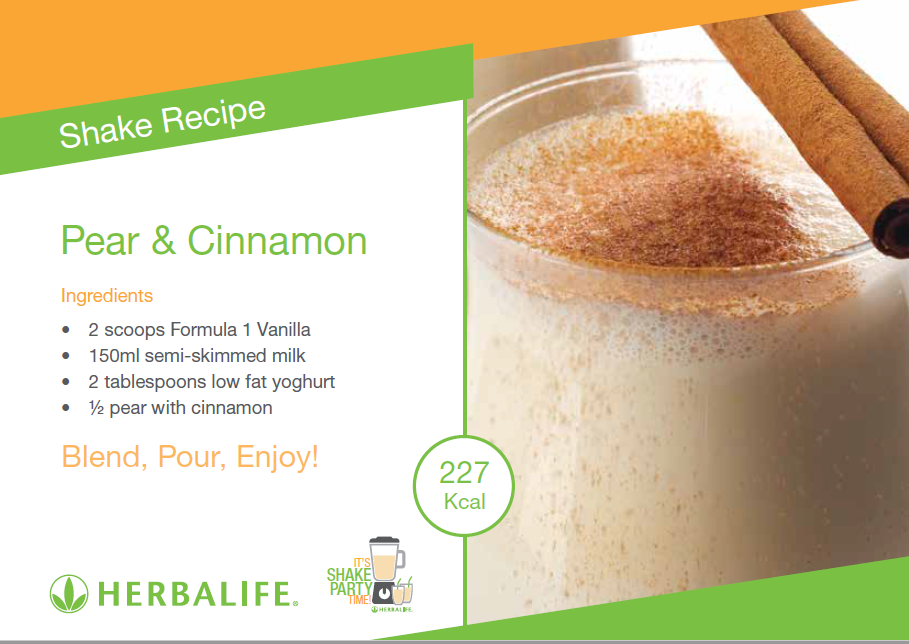 Shake Recipe
Pear & Cinnamon
Ingredients
• 2 scoops Formula 1 Vanilla
• 150ml semi-skimmed milk
• 2 tablespoons low fat yoghurt
• ½ pear with cinnamon
Blend, Pour, Enjoy!
227
Kcal
HERBALIFE®
IT'S
SHAKE
PARTY
TIME!
HERBALIFE.